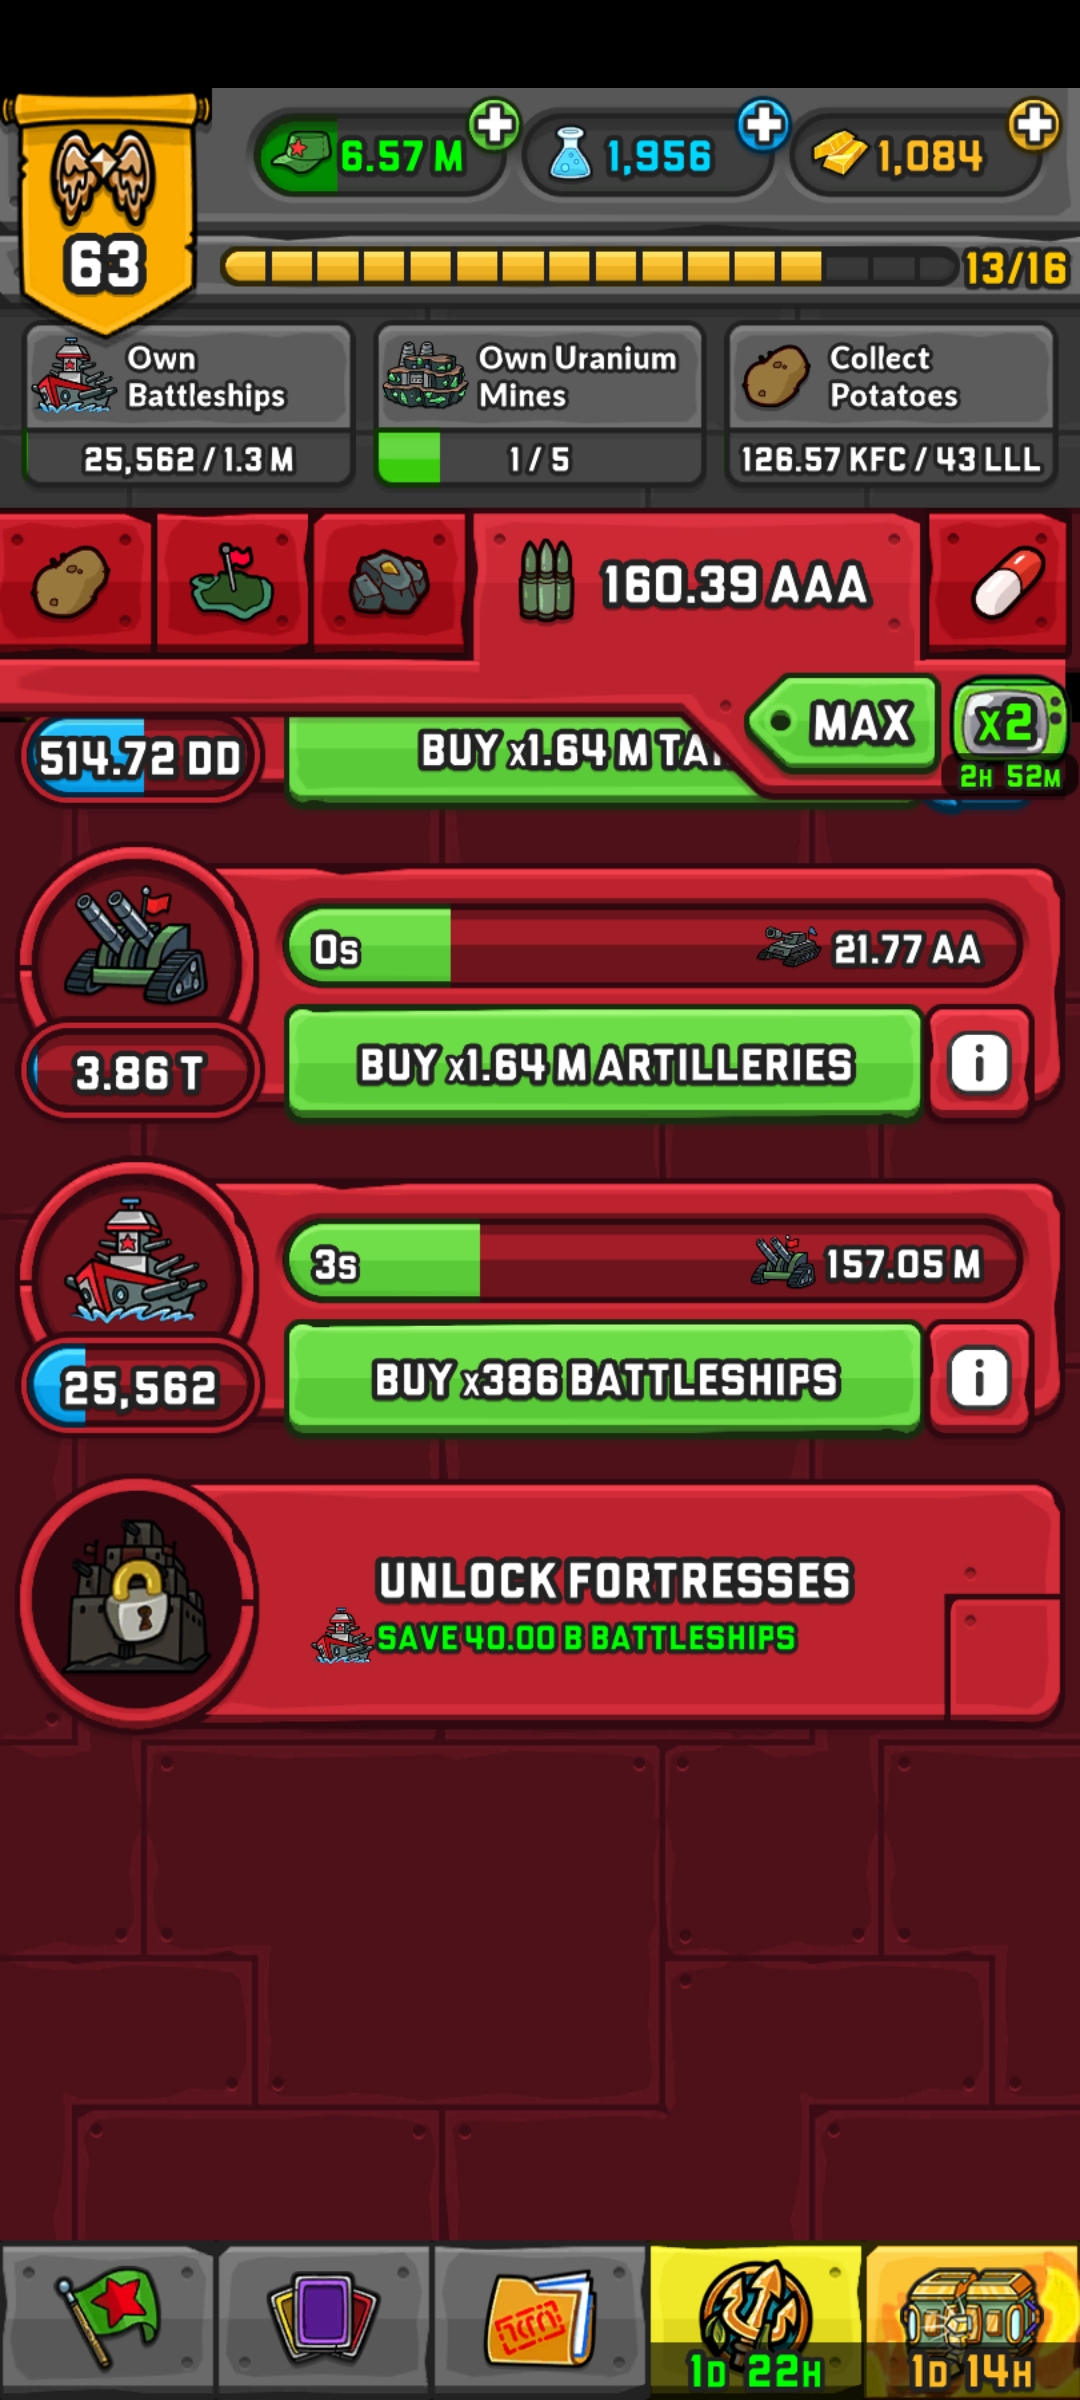 6.57 M
1,956
1,084
63
13/16
Own
Battleships
25,562 / 1.3 M
Own Uranium
Mines
1 / 5
Collect
Potatoes
126.57 KFC / 43 LLL
160.39 AAA
MAX
x2
2H 52M
514.72 DD
BUY x1.64 M TA
0s
21.77 AA
3.86 T
BUY x1.64 M ARTILLERIES
i
3s
157.05 M
25,562
BUY x386 BATTLESHIPS
i
UNLOCK FORTRESSES
SAVE 40.00 B BATTLESHIPS
1D 22H
1D 14H